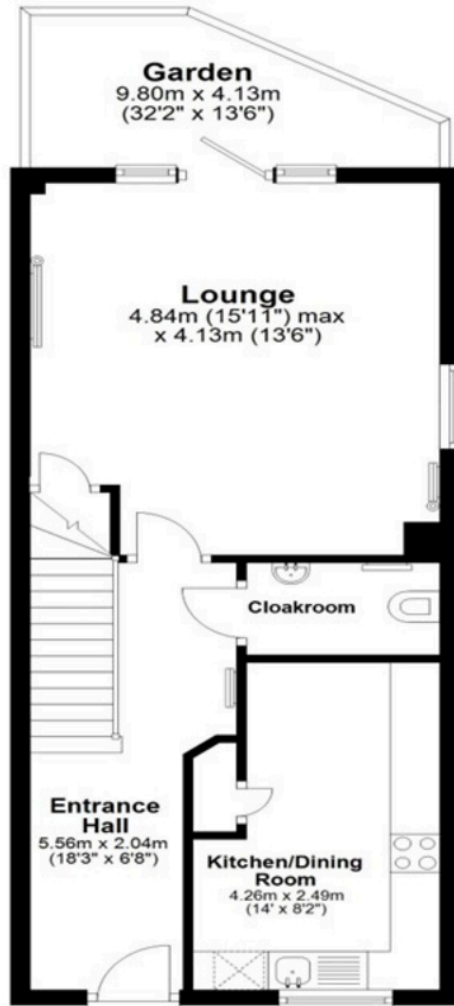 Garden
9.80m x 4.13m
(32'2" x 13'6")
Lounge
4.84m (15'11") max
x 4.13m (13'6")
Cloakroom
Entrance
Hall
5.56m x 2.04m
(18'3" x 6'8")
Kitchen/Dining
Room
4.26m x 2.49m
(14' x 8'2")